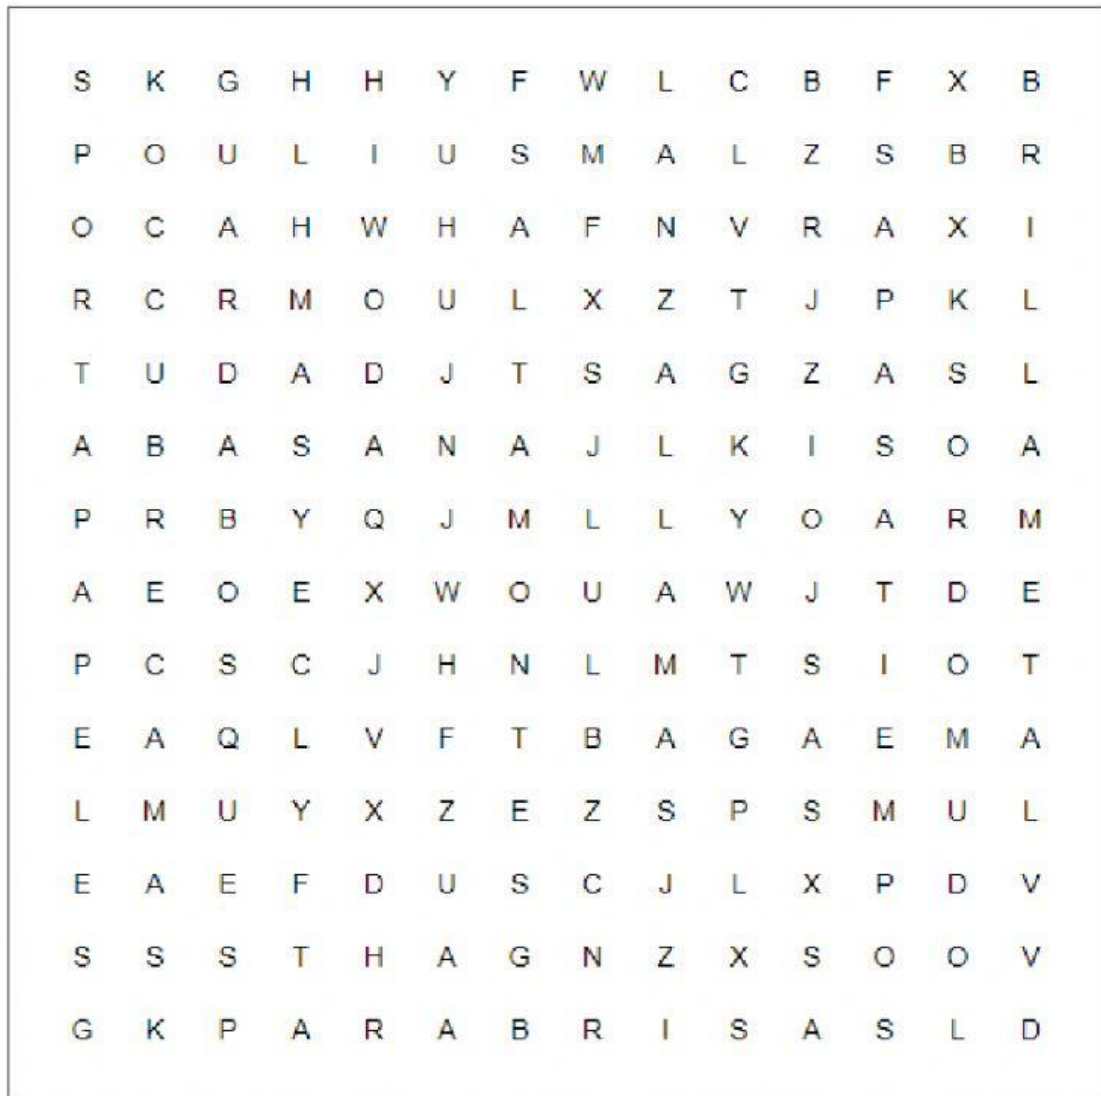 S K G H H Y F W L C B F X B
P O U L I U S M A L Z S B R
O C A H W H A F N V R A X I
R C R M O U L X Z T J P K L
T U D A D J T S A G Z A S L
A B A S A N A J L K I S O A
P R B Y Q J M L L Y O A R M
A E O E X W O U A W J T D E
P C S C J H N L M T S I O T
E A Q L V F T B A G A E M A
L M U Y X Z E Z S P S M U L
E A E F D U S C J L X P D V
S S S T H A G N Z X S O O V
G K P A R A B R I S A S L D